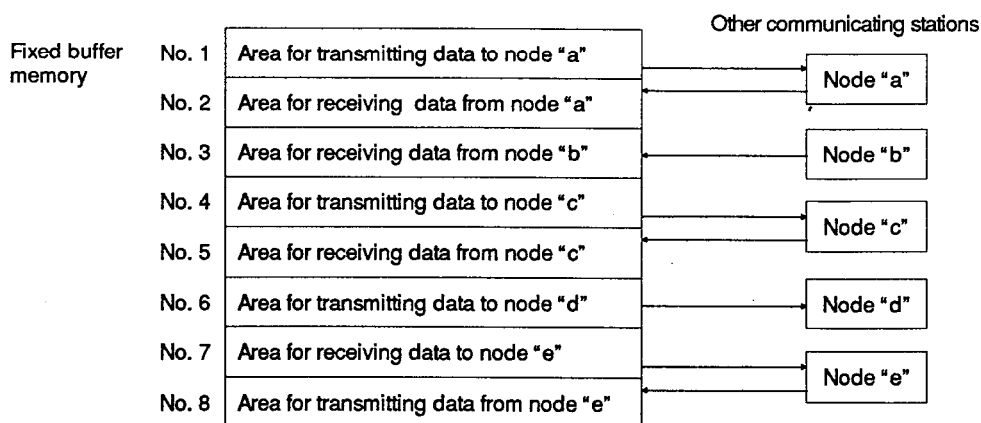 Other communicating stations
Fixed buffer
memory
No. 1 Area for transmitting data to node "a"
Node "a"
No. 2 Area for receiving data from node "a"
No. 3 Area for receiving data from node "b"
Node "b"
No. 4 Area for transmitting data to node "c"
Node "c"
No. 5 Area for receiving data from node "c"
No. 6 Area for transmitting data to node "d"
Node "d"
No. 7 Area for receiving data to node "e"
Node "e"
No. 8 Area for transmitting data from node "e"